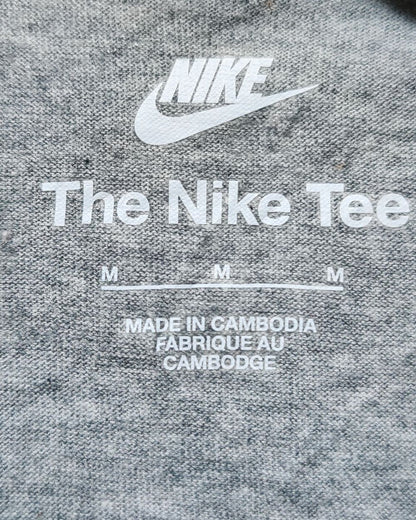 NIKE
The Nike Tee
M M M
MADE IN CAMBODIA
FABRIQUE AU
CAMBODGE